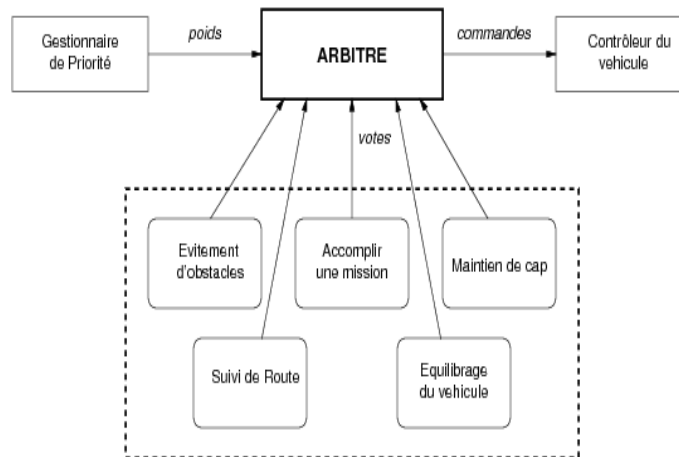 poids
commandes
Gestionnaire
de Priorité
ARBITRE
Contrôleur du
vehicule
votes
Evitement
d'obstacles
Accomplir
une mission
Maintien de cap
Suivi de Route
Equilibrage
du vehicule